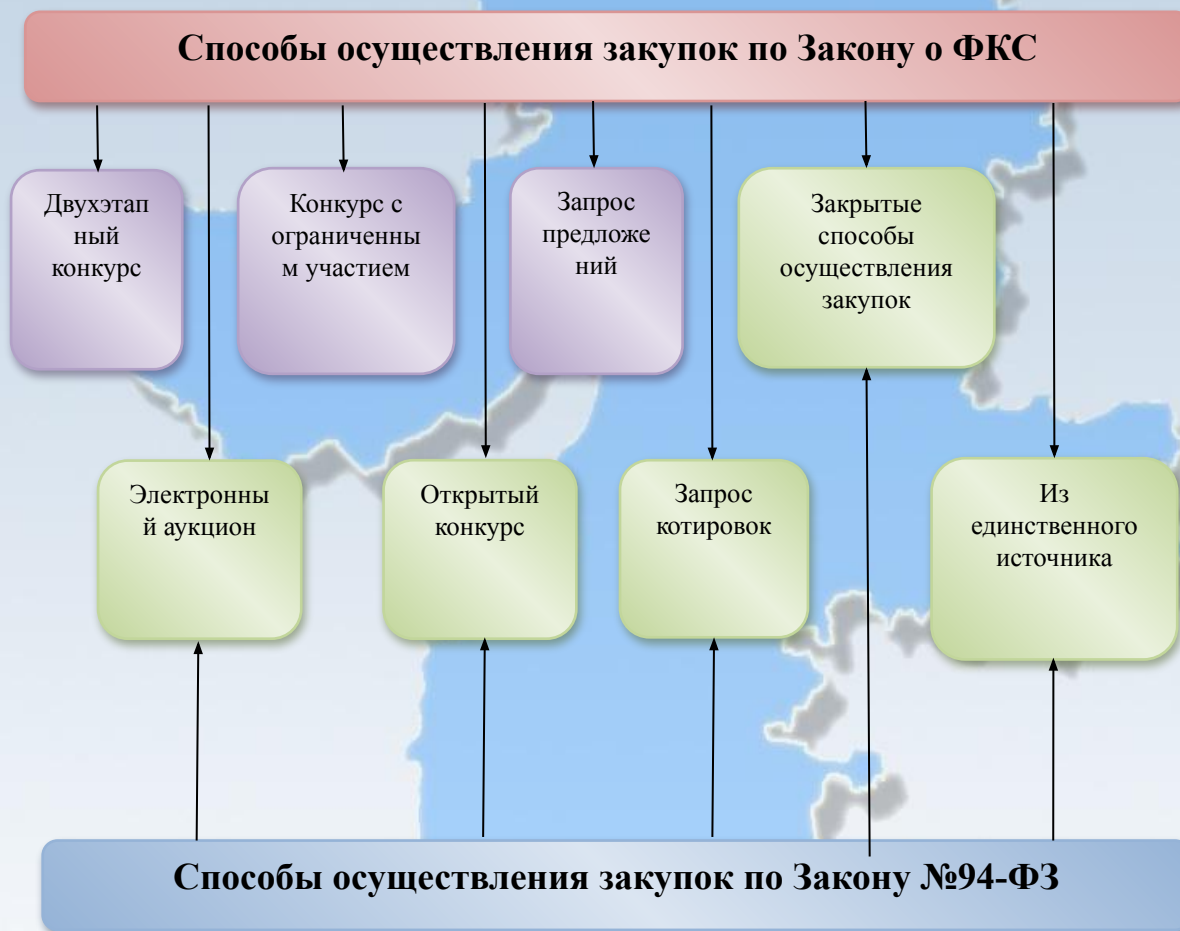 Способы осуществления закупок по Закону о ФКС
Двухэтап
ный
конкурс
Конкурс с
ограниченны
м участием
Запрос
предложе
ний
Закрытые
способы
осуществления
закупок
Электронны
й аукцион
Открытый
конкурс
Запрос
котировок
Из
единственного
источника
Способы осуществления закупок по Закону №94-ФЗ